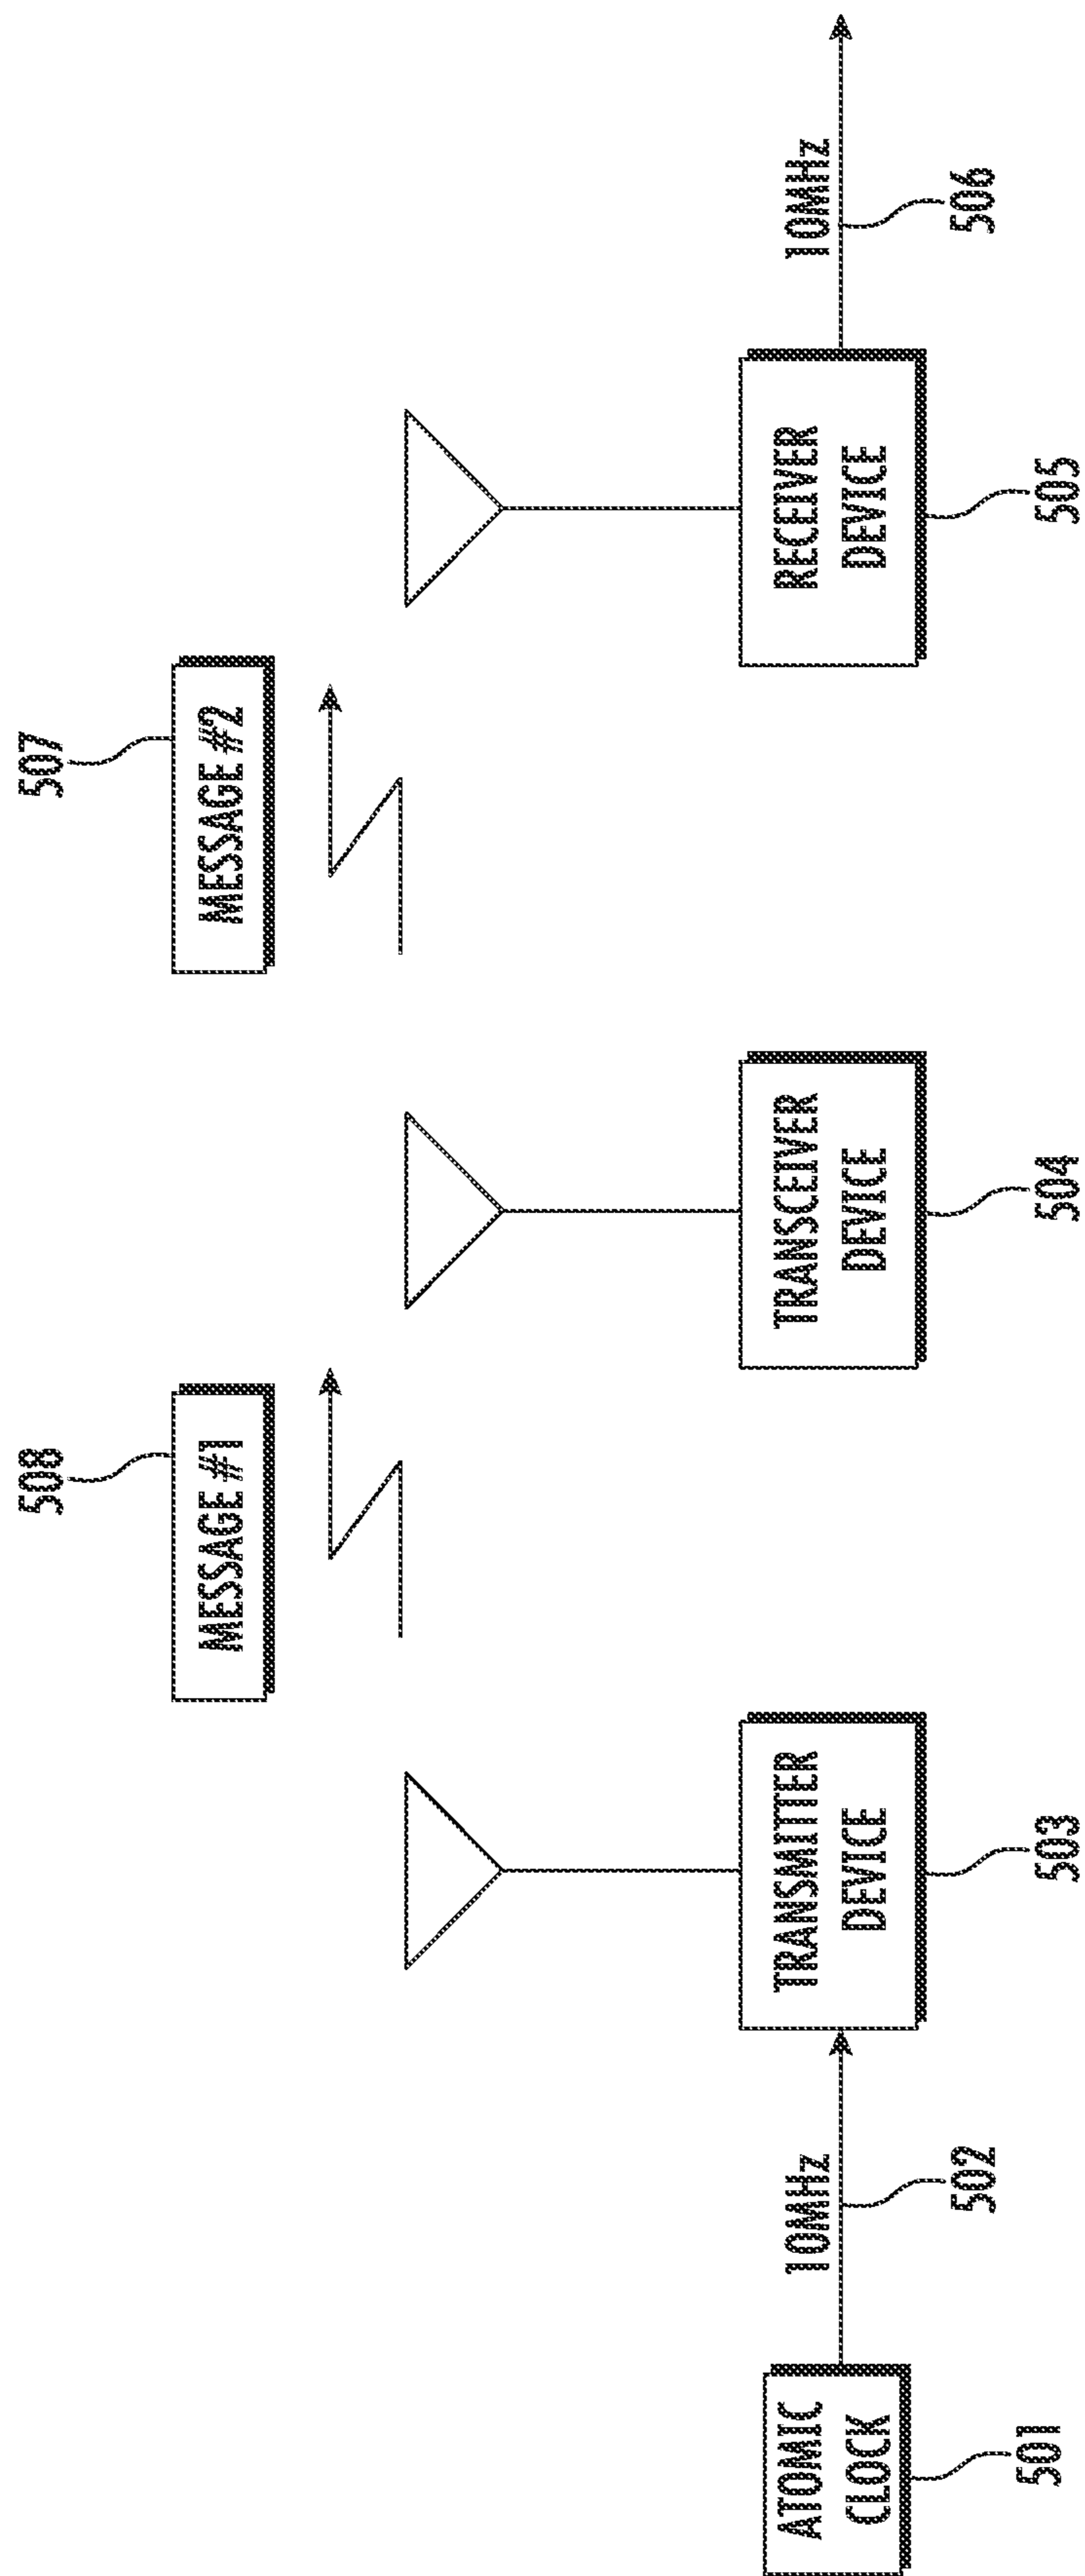 508
MESSAGE #1
507
MESSAGE #2
10MHz
502
10MHz
506
ATOMIC
CLOCK
501
TRANSMITTER
DEVICE
503
TRANSCEIVER
DEVICE
504
RECEIVER
DEVICE
505